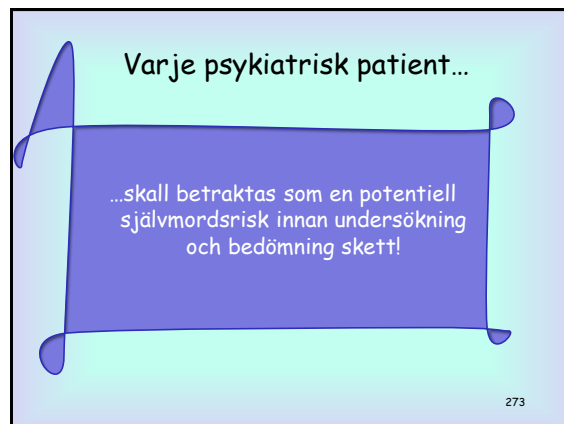 Varje psykiatrisk patient…
…skall betraktas som en potentiell
självmordsrisk innan undersökning
och bedömning skett!
273